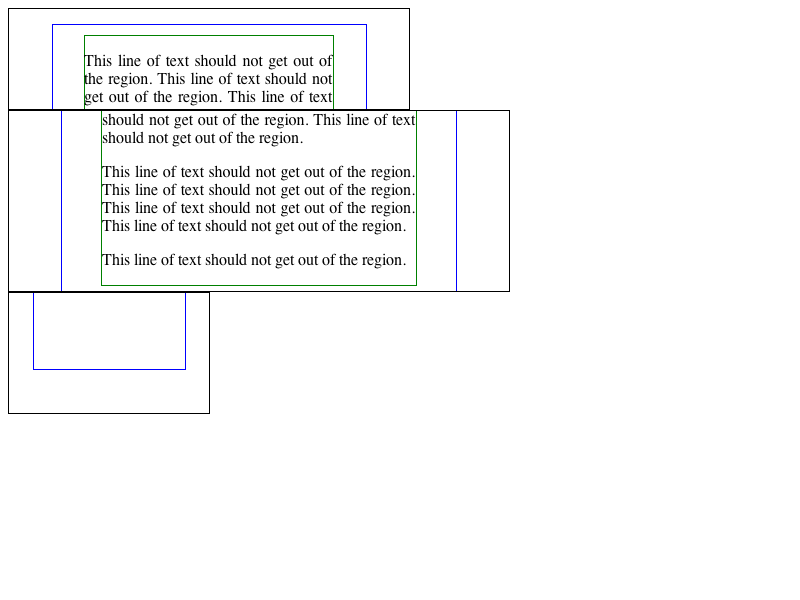 This line of text should not get out of
the region. This line of text should not
get out of the region. This line of text
should not get out of the region. This line of text
should not get out of the region.
This line of text should not get out of the region.
This line of text should not get out of the region.
This line of text should not get out of the region.
This line of text should not get out of the region.
This line of text should not get out of the region.